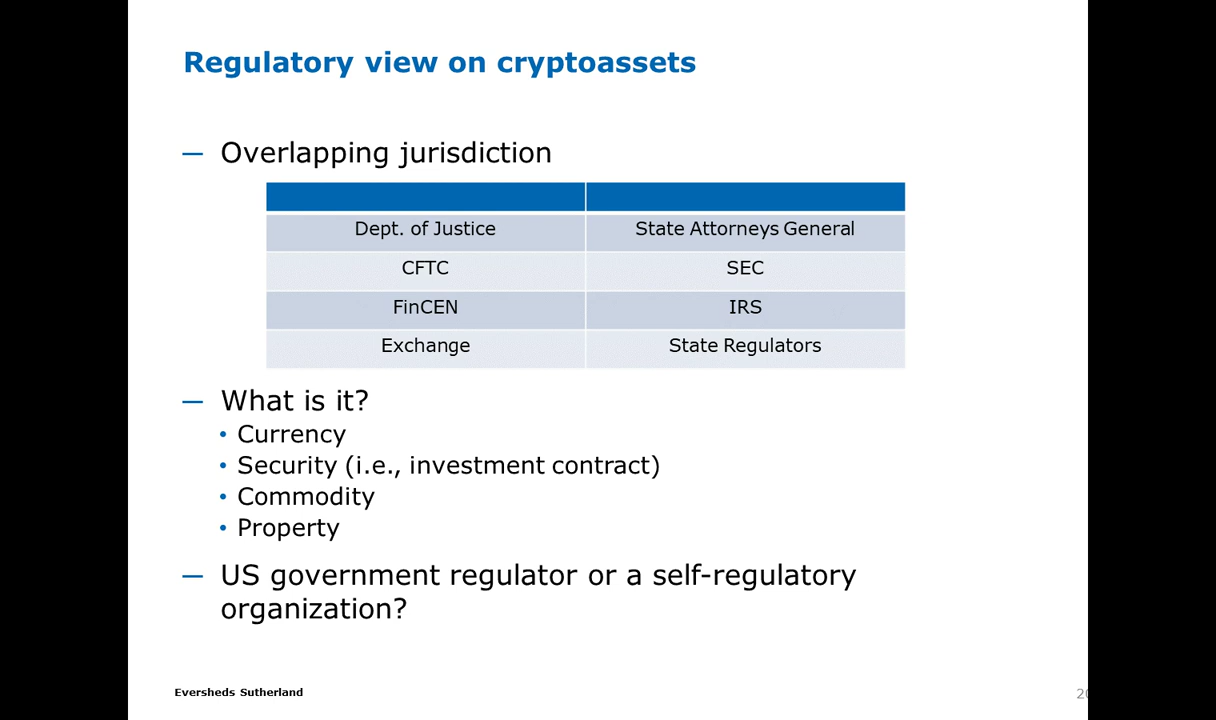 Regulatory view on cryptoassets
— Overlapping jurisdiction
Dept. of Justice State Attorneys General
CFTC SEC
FinCEN IRS
Exchange State Regulators
— What is it?
• Currency
• Security (i.e., investment contract)
• Commodity
• Property
— US government regulator or a self-regulatory
organization?
Eversheds Sutherland